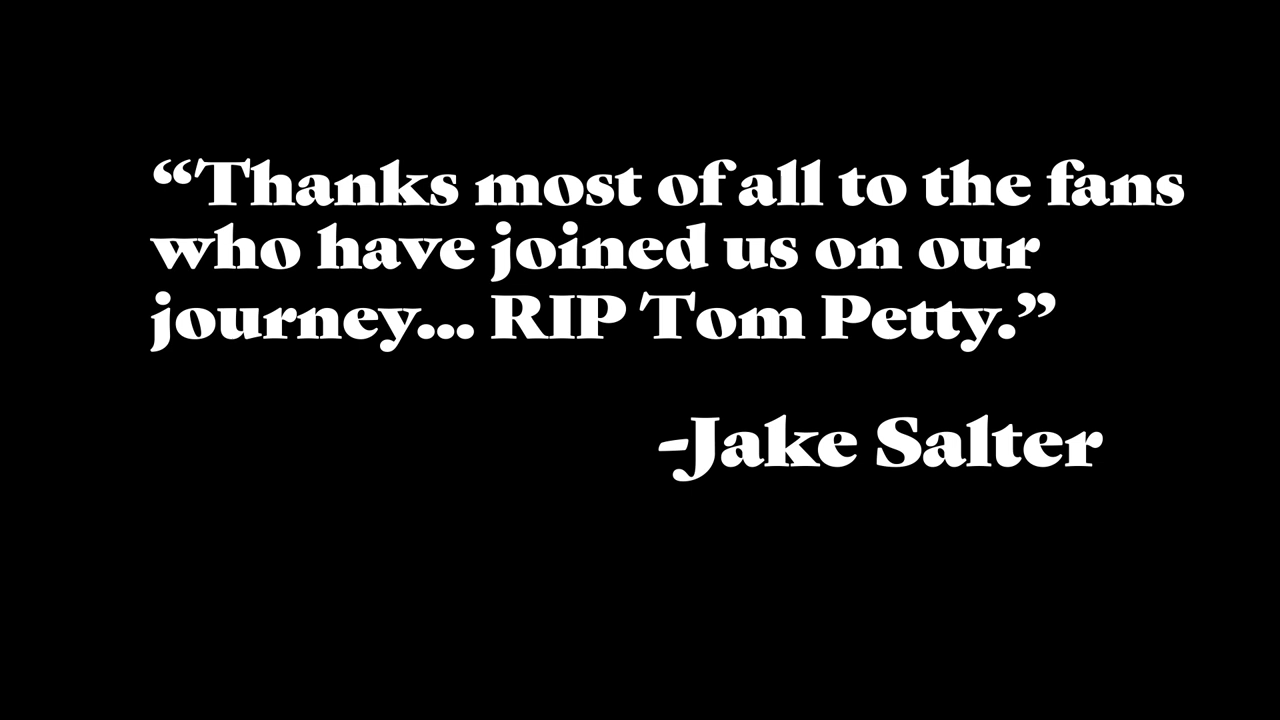 “Thanks most of all to the fans
who have joined us on our
journey... RIP Tom Petty.”
-Jake Salter